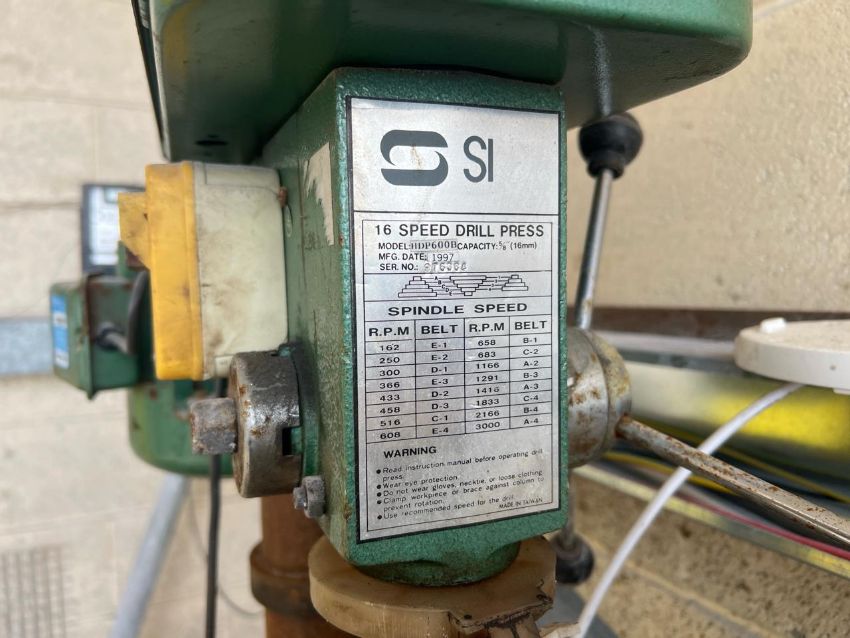 SI
16 SPEED DRILL PRESS
MODEL: HDP600B CAPACITY: 5/8" (16mm)
MFG. DATE: 1997
SER. NO.:
SPINDLE SPEED
R.P.M BELT R.P.M BELT
162 E-1 658 B-1
250 E-2 683 C-2
300 D-1 1166 A-2
366 E-3 1291 B-3
433 D-2 1416 A-3
458 D-3 1833 C-4
516 C-1 2166 B-4
608 E-4 3000 A-4
WARNING
● Read instruction manual before operating drill
press.
● Wear eye protection.
● Do not wear gloves, necktie, or loose clothing
● Clamp workpiece or brace against column to
prevent rotation.
● Use recommended speed for the drill.
MADE IN TAIWAN